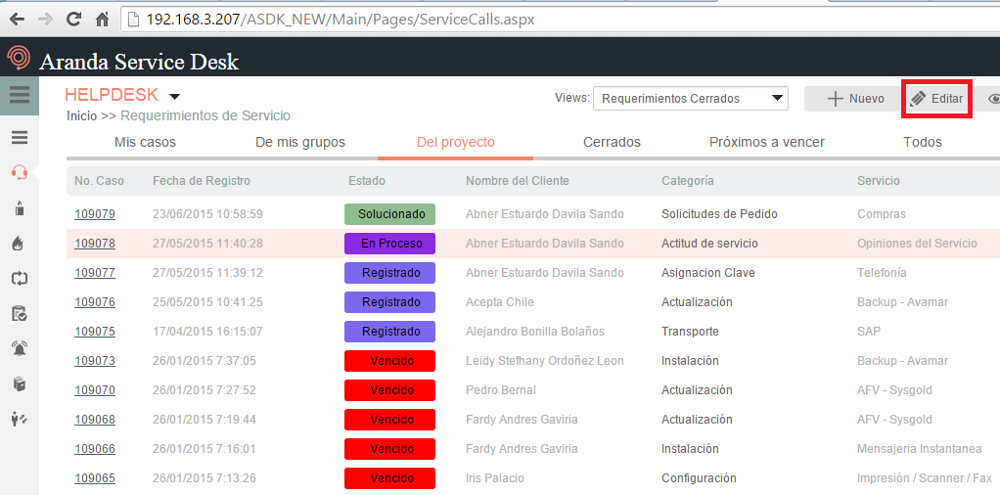 192.168.3.207/ASDK_NEW/Main/Pages/ServiceCalls.aspx
Aranda Service Desk
HELPDESK
Views: Requerimientos Cerrados Nuevo Editar
Inicio >> Requerimientos de Servicio
Mis casos De mis grupos Del proyecto Cerrados Próximos a vencer Todos
No. Caso Fecha de Registro Estado Nombre del Cliente Categoría Servicio
109079 23/06/2015 10:58:59 Solucionado Abner Estuardo Davila Sando Solicitudes de Pedido Compras
109078 27/05/2015 11:40:28 En Proceso Abner Estuardo Davila Sando Actitud de servicio Opiniones del Servicio
109077 27/05/2015 11:39:12 Registrado Abner Estuardo Davila Sando Asignacion Clave Telefonía
109076 25/05/2015 10:41:25 Registrado Acepta Chile Actualización Backup - Avamar
109075 17/04/2015 16:15:07 Registrado Alejandro Bonilla Bolaños Transporte SAP
109073 26/01/2015 7:37:05 Vencido Leidy Stefhany Ordoñez Leon Instalación Backup - Avamar
109070 26/01/2015 7:27:52 Vencido Pedro Bernal Actualización AFV - Sysgold
109068 26/01/2015 7:19:44 Vencido Fardy Andres Gaviria Actualización AFV - Sysgold
109066 26/01/2015 7:16:01 Vencido Fardy Andres Gaviria Instalación Mensajeria Instantanea
109065 26/01/2015 7:13:26 Vencido Iris Palacio Configuración Impresión / Scanner / Fax